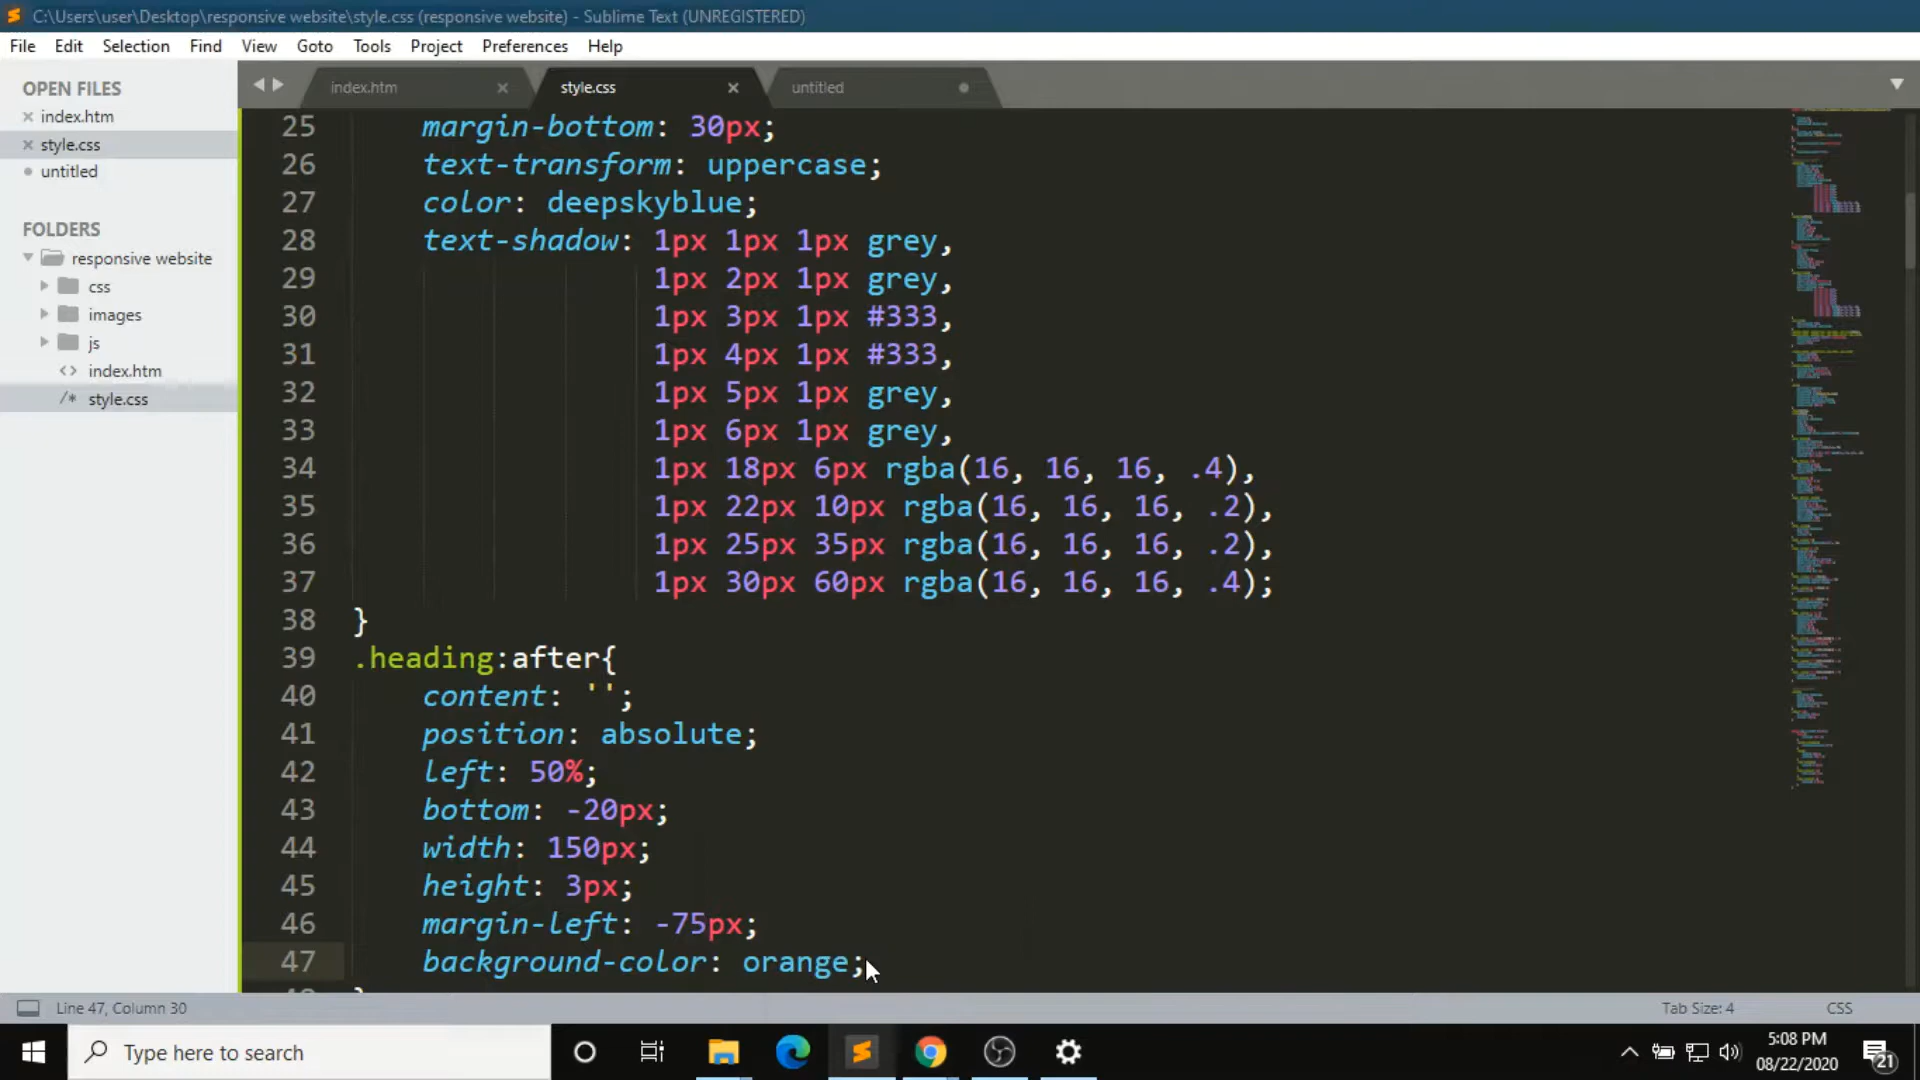 C:\Users\user\Desktop\responsive website\style.css (responsive website) - Sublime Text (UNREGISTERED)
File Edit Selection Find View Goto Tools Project Preferences Help
OPEN FILES
index.htm
style.css
untitled
FOLDERS
responsive website
css
images
js
<> index.htm
/* style.css
index.htm style.css untitled
25 margin-bottom: 30px;
26 text-transform: uppercase;
27 color: deepskyblue;
28 text-shadow: 1px 1px 1px grey,
29 1px 2px 1px grey,
30 1px 3px 1px #333,
31 1px 4px 1px #333,
32 1px 5px 1px grey,
33 1px 6px 1px grey,
34 1px 18px 6px rgba(16, 16, 16, .4),
35 1px 22px 10px rgba(16, 16, 16, .2),
36 1px 25px 35px rgba(16, 16, 16, .2),
37 1px 30px 60px rgba(16, 16, 16, .4);
38 }
39 .heading:after{
40 content: '';
41 position: absolute;
42 left: 50%;
43 bottom: -20px;
44 width: 150px;
45 height: 3px;
46 margin-left: -75px;
47 background-color: orange;
Line 47, Column 30
Tab Size: 4
CSS
Type here to search
5:08 PM
08/22/2020
21